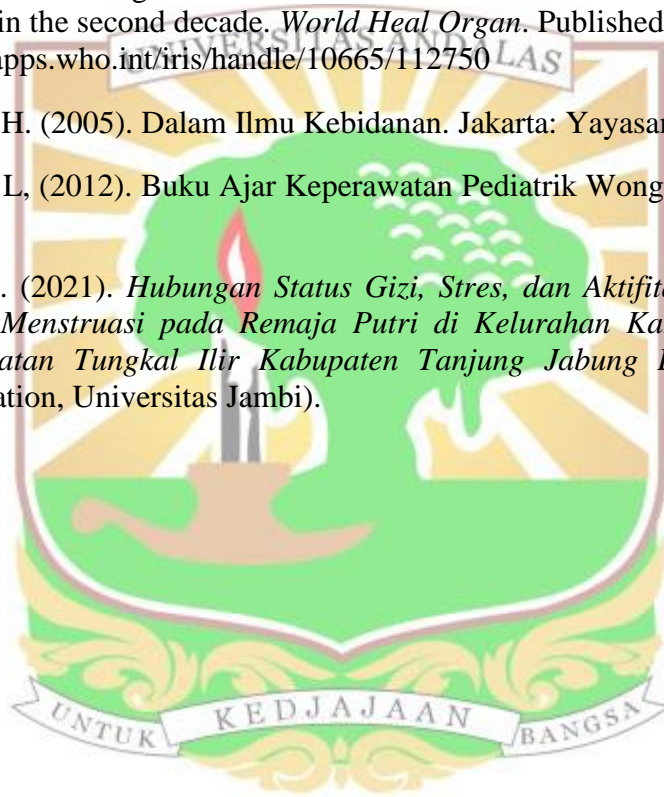 in the second decade. World Heal Organ. Published
apps.who.int/iris/handle/10665/112750
UNIVERSITAS ANDALAS
H. (2005). Dalam Ilmu Kebidanan. Jakarta: Yayasan
L, (2012). Buku Ajar Keperawatan Pediatrik Wong
. (2021). Hubungan Status Gizi, Stres, dan Aktifita
Menstruasi pada Remaja Putri di Kelurahan Ka
atan Tungkal Ilir Kabupaten Tanjung Jabung
ation, Universitas Jambi).
UNTUK KEDJAJAAN BANGSA